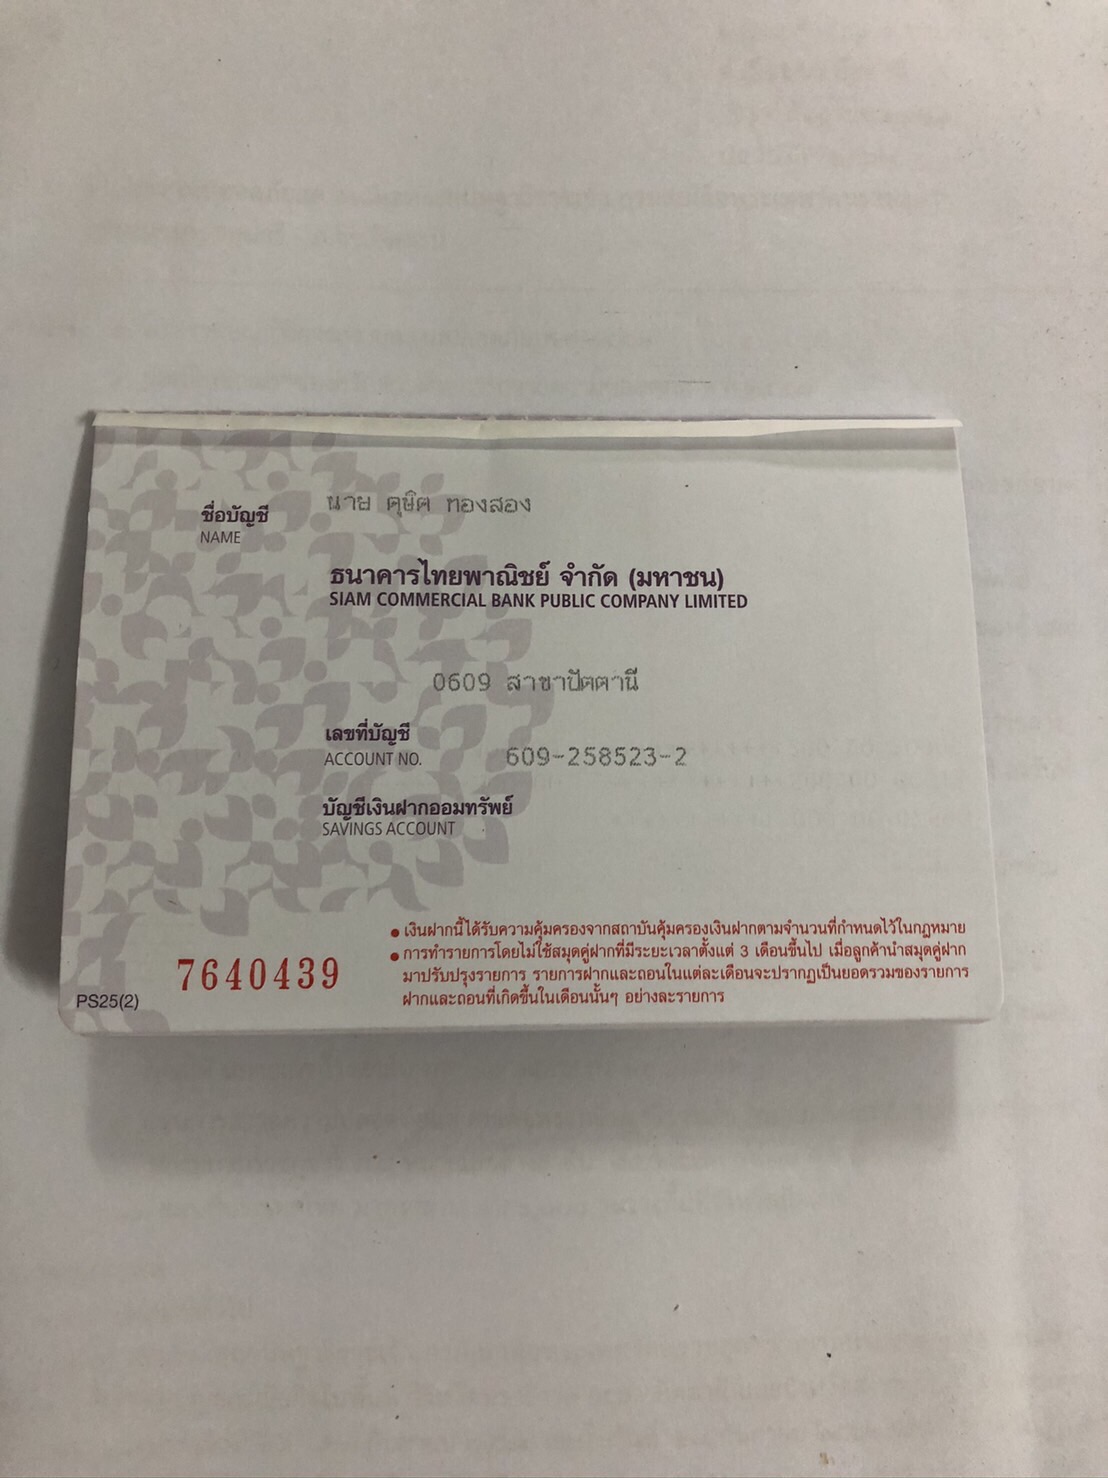 นาย ดุษิต ทองสอง
ชื่อบัญชี
NAME
ธนาคารไทยพาณิชย์ จำกัด (มหาชน)
SIAM COMMERCIAL BANK PUBLIC COMPANY LIMITED
0609 สาขาปัตตานี
เลขที่บัญชี
ACCOUNT NO.
609-258523-2
บัญชีเงินฝากออมทรัพย์
SAVINGS ACCOUNT
• เงินฝากนี้ได้รับความคุ้มครองจากสถาบันคุ้มครองเงินฝากตามจำนวนที่กำหนดไว้ในกฎหมาย
• การทำรายการโดยไม่ใช้สมุดคู่ฝากที่มีระยะเวลาตั้งแต่ 3 เดือนขึ้นไป เมื่อลูกค้านำสมุดคู่ฝาก
มาปรับปรุงรายการ รายการฝากและถอนในแต่ละเดือนจะปรากฏเป็นยอดรวมของรายการ
ฝากและถอนที่เกิดขึ้นในเดือนนั้นๆ อย่างละรายการ
7640439
PS25(2)